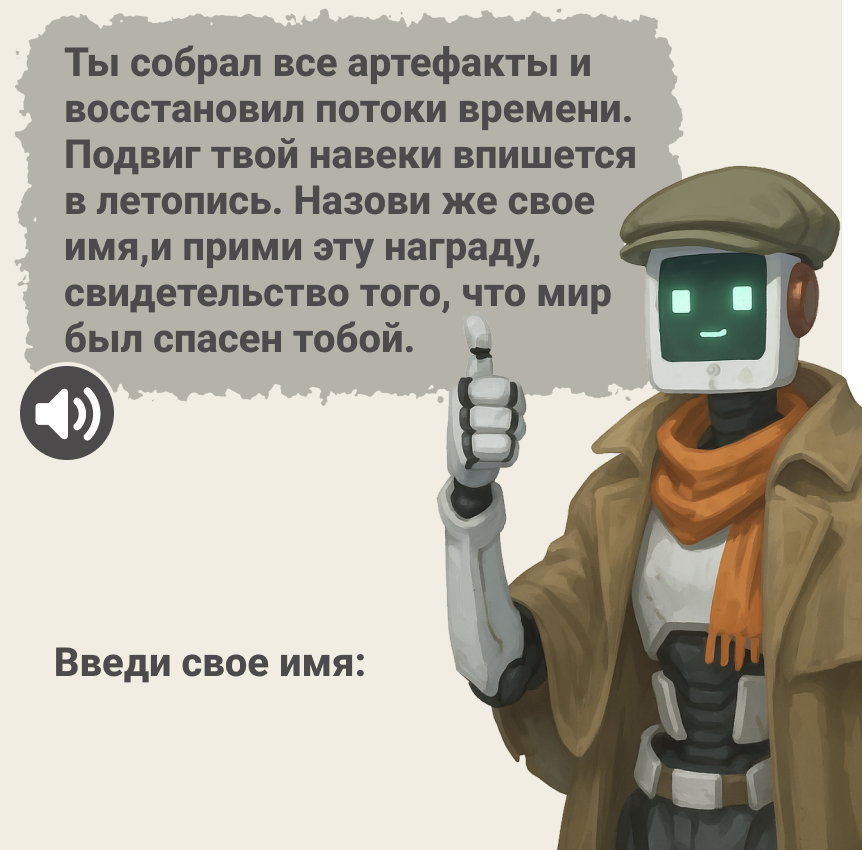 Ты собрал все артефакты и
восстановил потоки времени.
Подвиг твой навеки впишется
в летопись. Назови же свое
имя,и прими эту награду,
свидетельство того, что мир
был спасен тобой.
Введи свое имя: